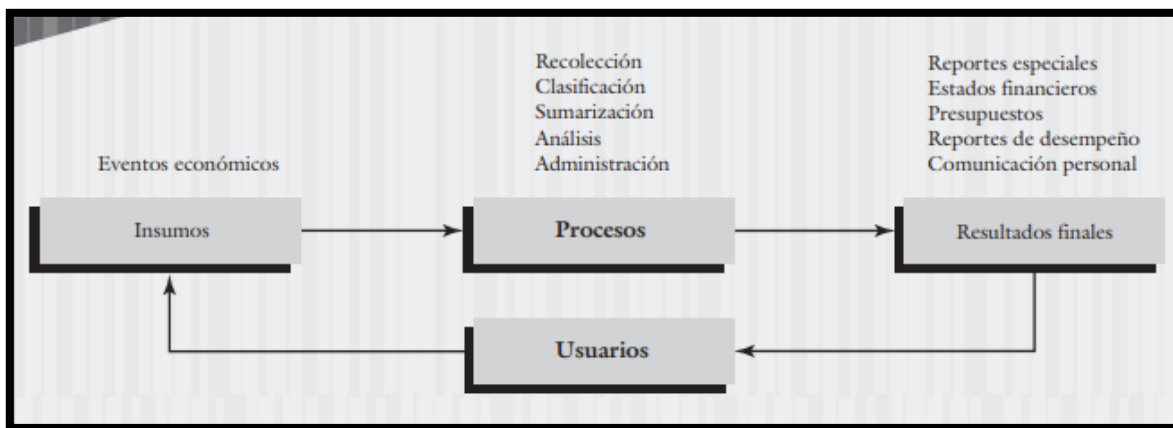 Eventos económicos
Insumos
Recolección
Clasificación
Sumarización
Análisis
Administración
Procesos
Reportes especiales
Estados financieros
Presupuestos
Reportes de desempeño
Comunicación personal
Resultados finales
Usuarios